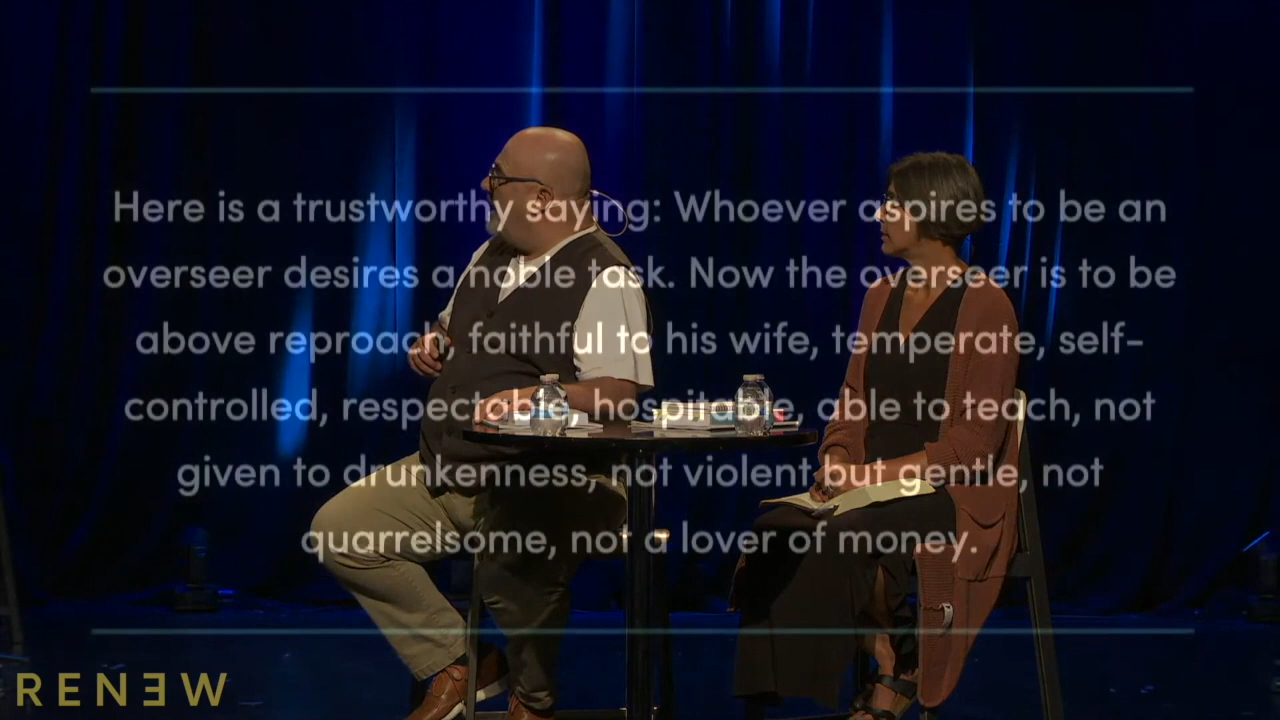 Here is a trustworthy saying: Whoever aspires to be an
overseer desires a noble task. Now the overseer is to be
above reproach, faithful to his wife, temperate, self-
controlled, respectable, hospitable, able to teach, not
given to drunkenness, not violent but gentle, not
quarrelsome, not a lover of money.
RENƎW